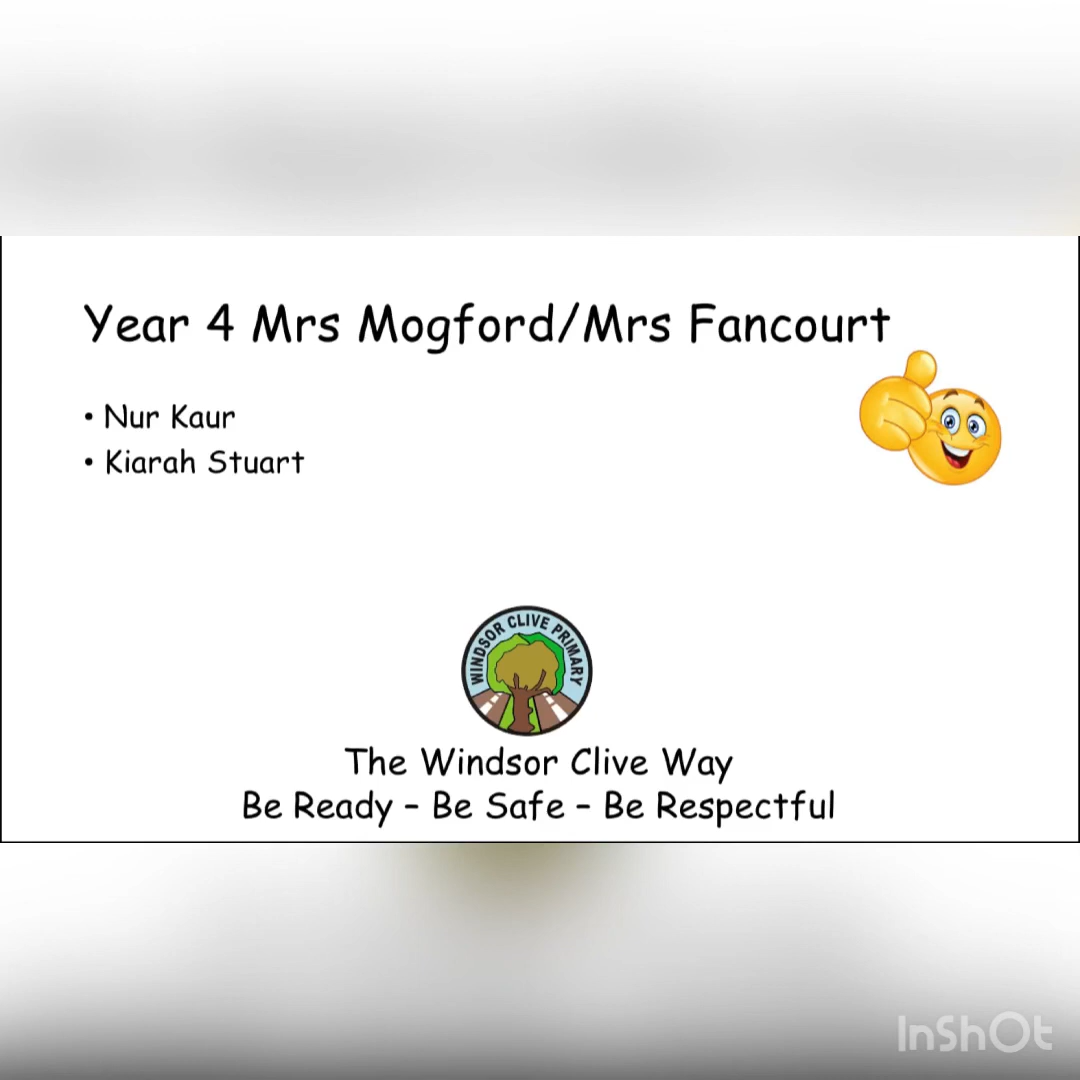 Year 4 Mrs Mogford/Mrs Fancourt
• Nur Kaur
• Kiarah Stuart
WINDSOR CLIVE PRIMARY
The Windsor Clive Way
Be Ready – Be Safe – Be Respectful
InShOt